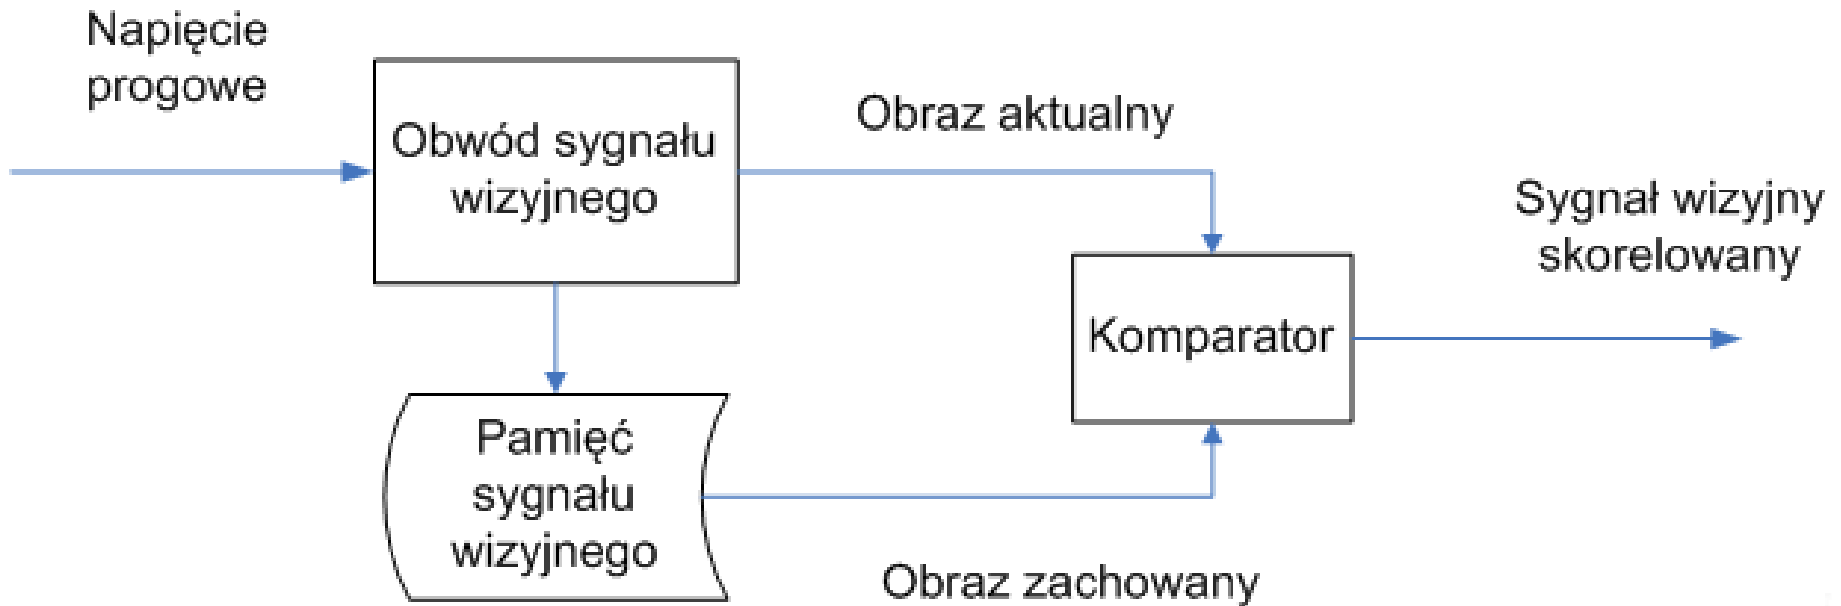 Napięcie
progowe
Obwód sygnału
wizyjnego
Obraz aktualny
Sygnał wizyjny
skorelowany
Komparator
Pamięć
sygnału
wizyjnego
Obraz zachowany